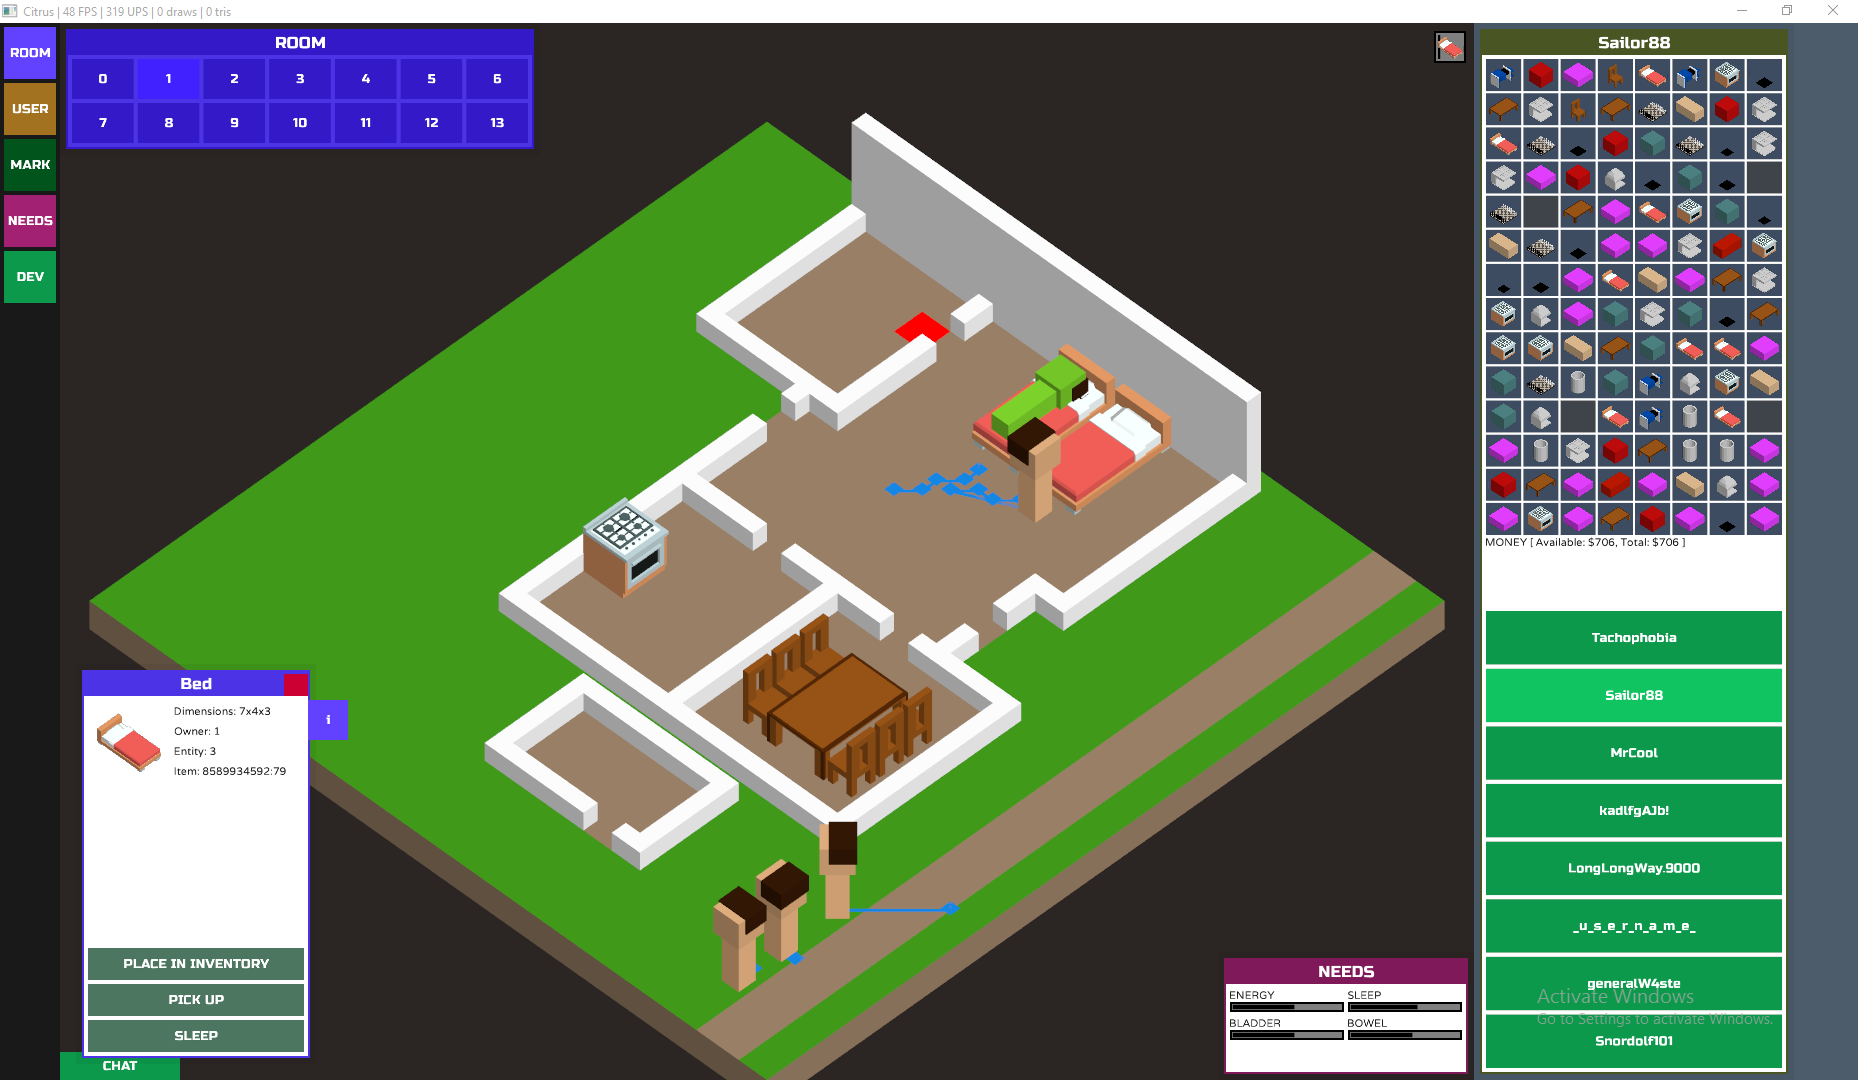 Citrus | 48 FPS | 319 UPS | 0 draws | 0 tris
ROOM
USER
MARK
NEEDS
DEV
ROOM
0 1 2 3 4 5 6
7 8 9 10 11 12 13
Sailor88
MONEY [ Available: $706, Total: $706 ]
Tachophobia
Sailor88
MrCool
kadlfgAJb!
LongLongWay.9000
_u_s_e_r_n_a_m_e_
generalW4ste
Snordolf101
Activate Windows
Go to Settings to activate Windows.
Bed
i
Dimensions: 7x4x3
Owner: 1
Entity: 3
Item: 8589934592:79
PLACE IN INVENTORY
PICK UP
SLEEP
CHAT
NEEDS
ENERGY SLEEP
BLADDER BOWEL